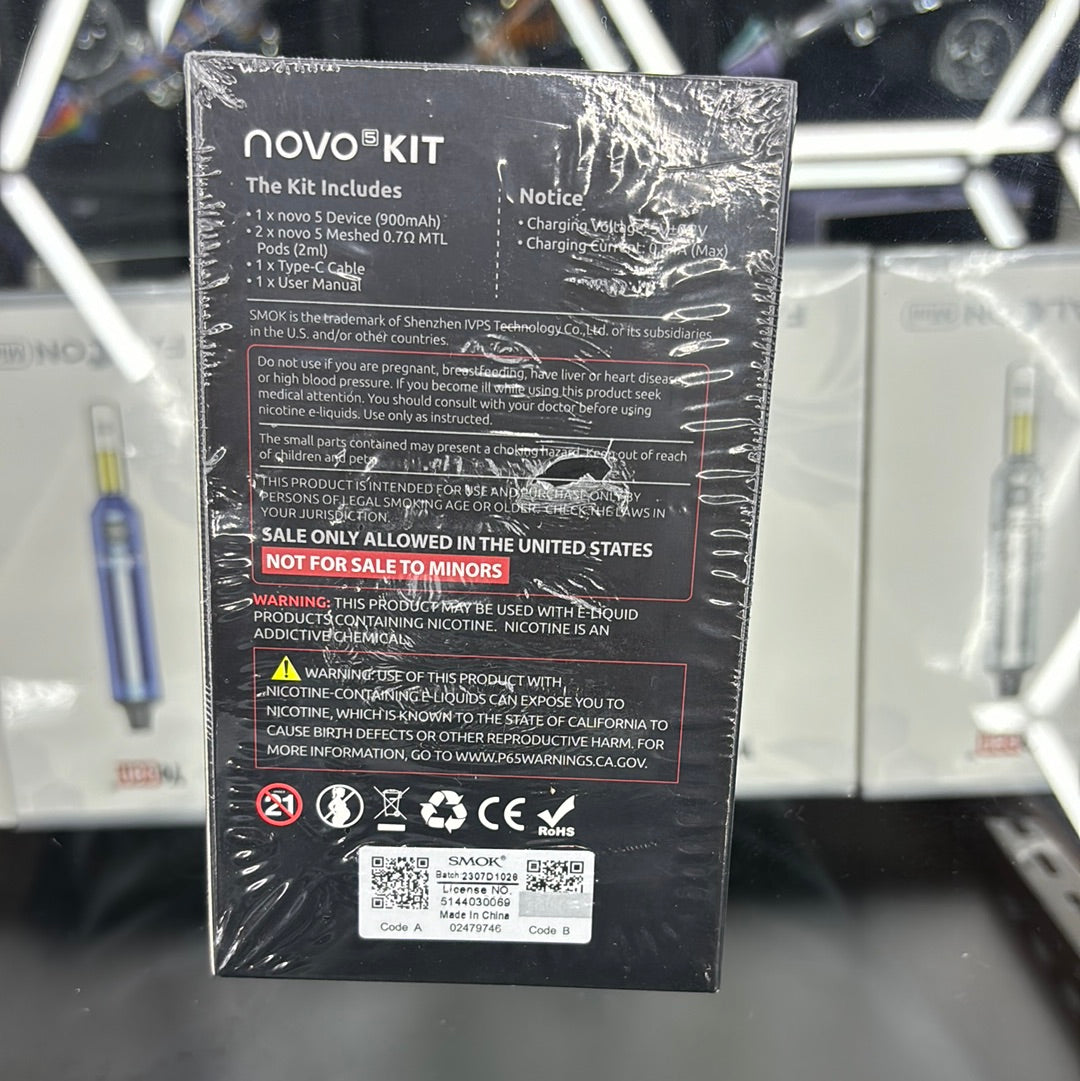 novo 5 KIT
The Kit Includes
• 1 x novo 5 Device (900mAh)
• 2 x novo 5 Meshed 0.7Ω MTL
Pods (2ml)
• 1 x Type-C Cable
• 1 x User Manual
Notice
• Charging Voltage:
• Charging Current: (Max)
SMOK is the trademark of Shenzhen IVPS Technology Co., Ltd. or its subsidiaries
in the U.S. and/or other countries.
Do not use if you are pregnant, breastfeeding, have liver or heart disease,
or high blood pressure. If you become ill while using this product seek
medical attention. You should consult with your doctor before using
nicotine e-liquids. Use only as instructed.
The small parts contained may present a choking hazard. Keep out of reach
of children and pets.
THIS PRODUCT IS INTENDED FOR USE AND PURCHASE ONLY BY
PERSONS OF LEGAL SMOKING AGE OR OLDER. CHECK THE LAWS IN
YOUR JURISDICTION.
SALE ONLY ALLOWED IN THE UNITED STATES
NOT FOR SALE TO MINORS
WARNING: THIS PRODUCT MAY BE USED WITH E-LIQUID
PRODUCTS CONTAINING NICOTINE. NICOTINE IS AN
ADDICTIVE CHEMICAL.
WARNING: USE OF THIS PRODUCT WITH
NICOTINE-CONTAINING E-LIQUIDS CAN EXPOSE YOU TO
NICOTINE, WHICH IS KNOWN TO THE STATE OF CALIFORNIA TO
CAUSE BIRTH DEFECTS OR OTHER REPRODUCTIVE HARM. FOR
MORE INFORMATION, GO TO WWW.P65WARNINGS.CA.GOV.
21
CE
RoHS
SMOK®
Batch:2307D1028
License NO.
5144030069
Made In China
Code A 02479746 Code B